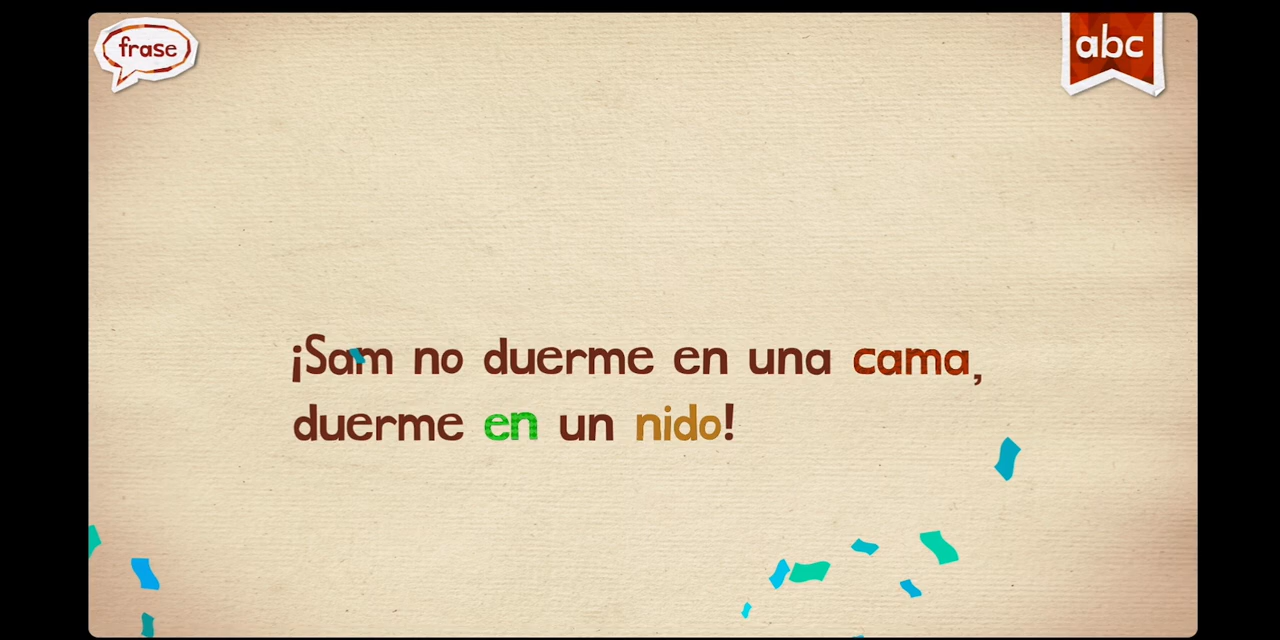 frase
abc
¡Sam no duerme en una cama,
duerme en un nido!